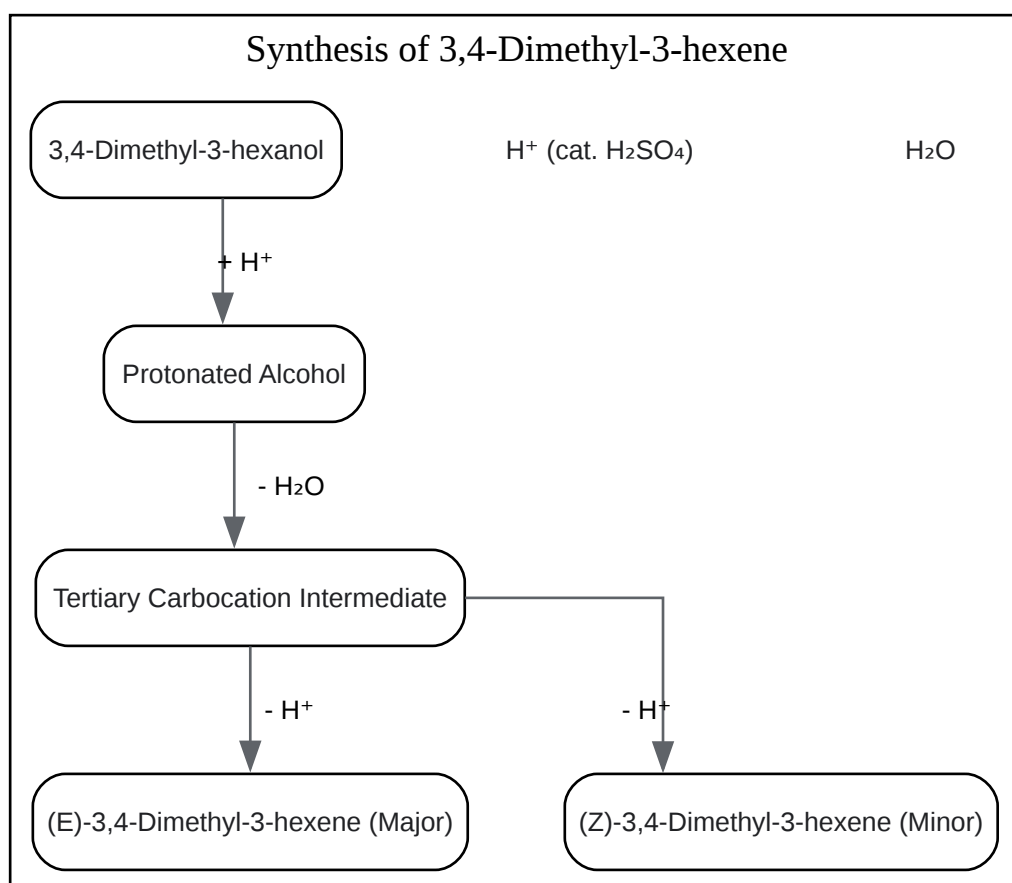 Synthesis of 3,4-Dimethyl-3-hexene
3,4-Dimethyl-3-hexanol
H⁺ (cat. H₂SO₄)
H₂O
+ H⁺
Protonated Alcohol
- H₂O
Tertiary Carbocation Intermediate
- H⁺
- H⁺
(E)-3,4-Dimethyl-3-hexene (Major)
(Z)-3,4-Dimethyl-3-hexene (Minor)